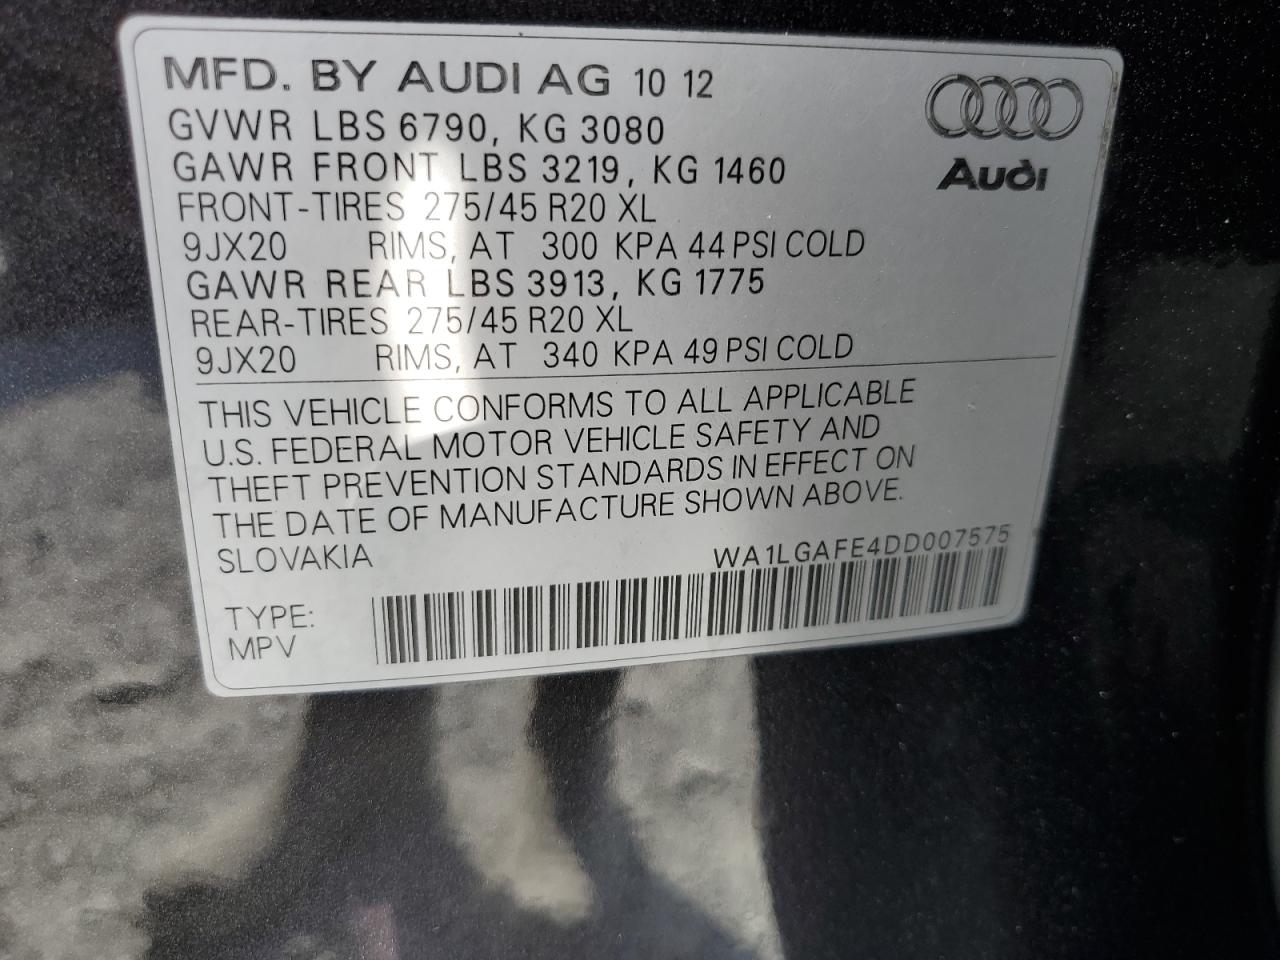 MFD. BY AUDI AG 10 12
GVWR LBS 6790, KG 3080
GAWR FRONT LBS 3219, KG 1460
FRONT-TIRES 275/45 R20 XL
9JX20 RIMS, AT 300 KPA 44 PSI COLD
GAWR REAR LBS 3913, KG 1775
REAR-TIRES 275/45 R20 XL
9JX20 RIMS, AT 340 KPA 49 PSI COLD
Audi
THIS VEHICLE CONFORMS TO ALL APPLICABLE
U.S. FEDERAL MOTOR VEHICLE SAFETY AND
THEFT PREVENTION STANDARDS IN EFFECT ON
THE DATE OF MANUFACTURE SHOWN ABOVE.
SLOVAKIA WA1LGAFE4DD007575
TYPE:
MPV